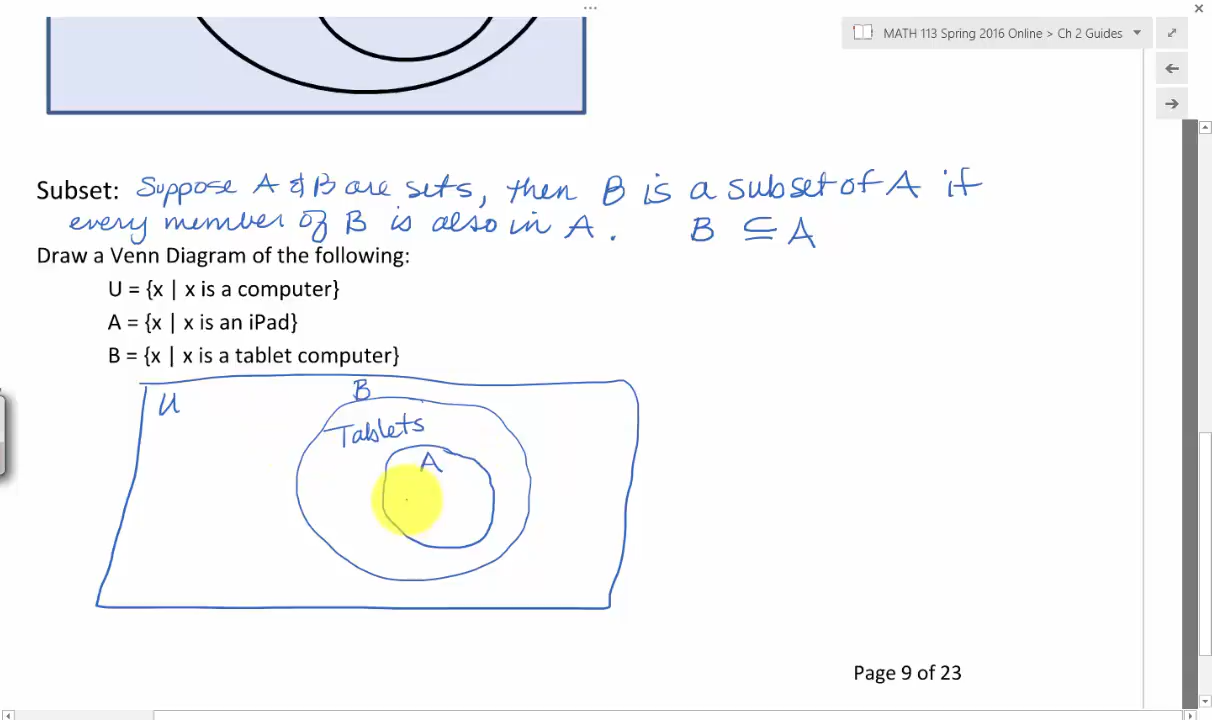 MATH 113 Spring 2016 Online > Ch 2 Guides
Subset: Suppose A & B are sets, then B is a subset of A if
every member of B is also in A. B ⊆ A
Draw a Venn Diagram of the following:
U = {x | x is a computer}
A = {x | x is an iPad}
B = {x | x is a tablet computer}
B
U
Tablets
A
Page 9 of 23